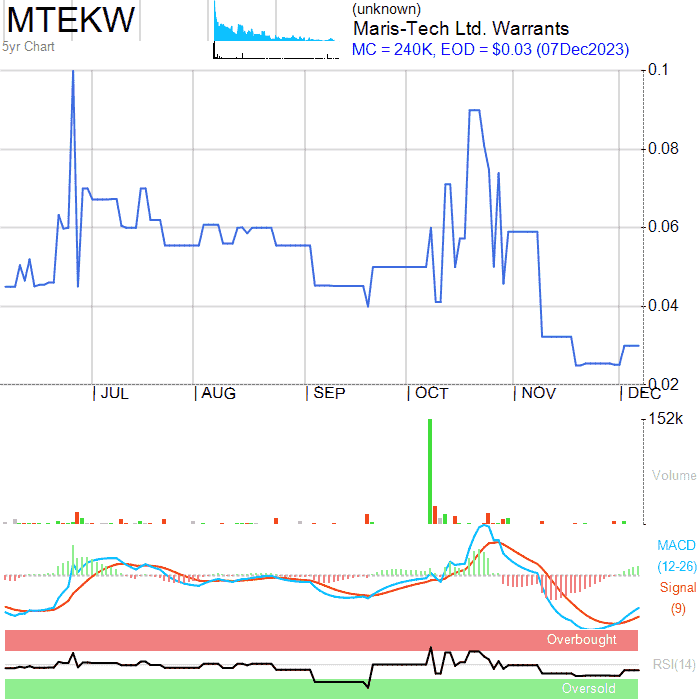 MTEKW
5yr Chart
(unknown)
Maris-Tech Ltd. Warrants
MC = 240K, EOD = $0.03 (07Dec2023)
0.1
0.08
0.06
0.04
0.02
JUL AUG SEP OCT NOV DEC
152k
Volume
MACD
(12-26)
Signal
(9)
Overbought
RSI(14)
Oversold